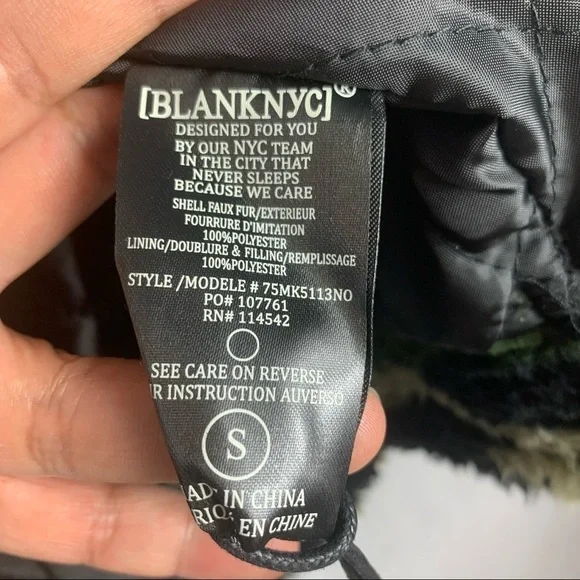 [BLANKNYC]®
DESIGNED FOR YOU
BY OUR NYC TEAM
IN THE CITY THAT
NEVER SLEEPS
BECAUSE WE CARE
SHELL FAUX FUR/EXTERIEUR
FOURRURE D'IMITATION
100%POLYESTER
LINING/DOUBLURE & FILLING/REMPLISSAGE
100%POLYESTER
STYLE /MODELE # 75MK5113NO
PO# 107761
RN# 114542
SEE CARE ON REVERSE
INSTRUCTION AUVERSO
S
IN CHINA
EN CHINE